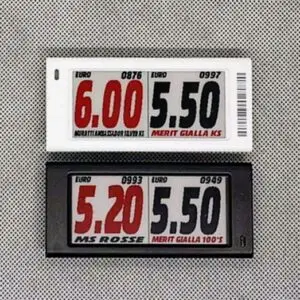 EURO 0876 EURO 0997
6.00 5.50
MURATTI AMBASSADOR SILVER KS MERIT GIALLA KS
EURO 0993 EURO 0949
5.20 5.50
MS ROSSE MERIT GIALLA 100'S